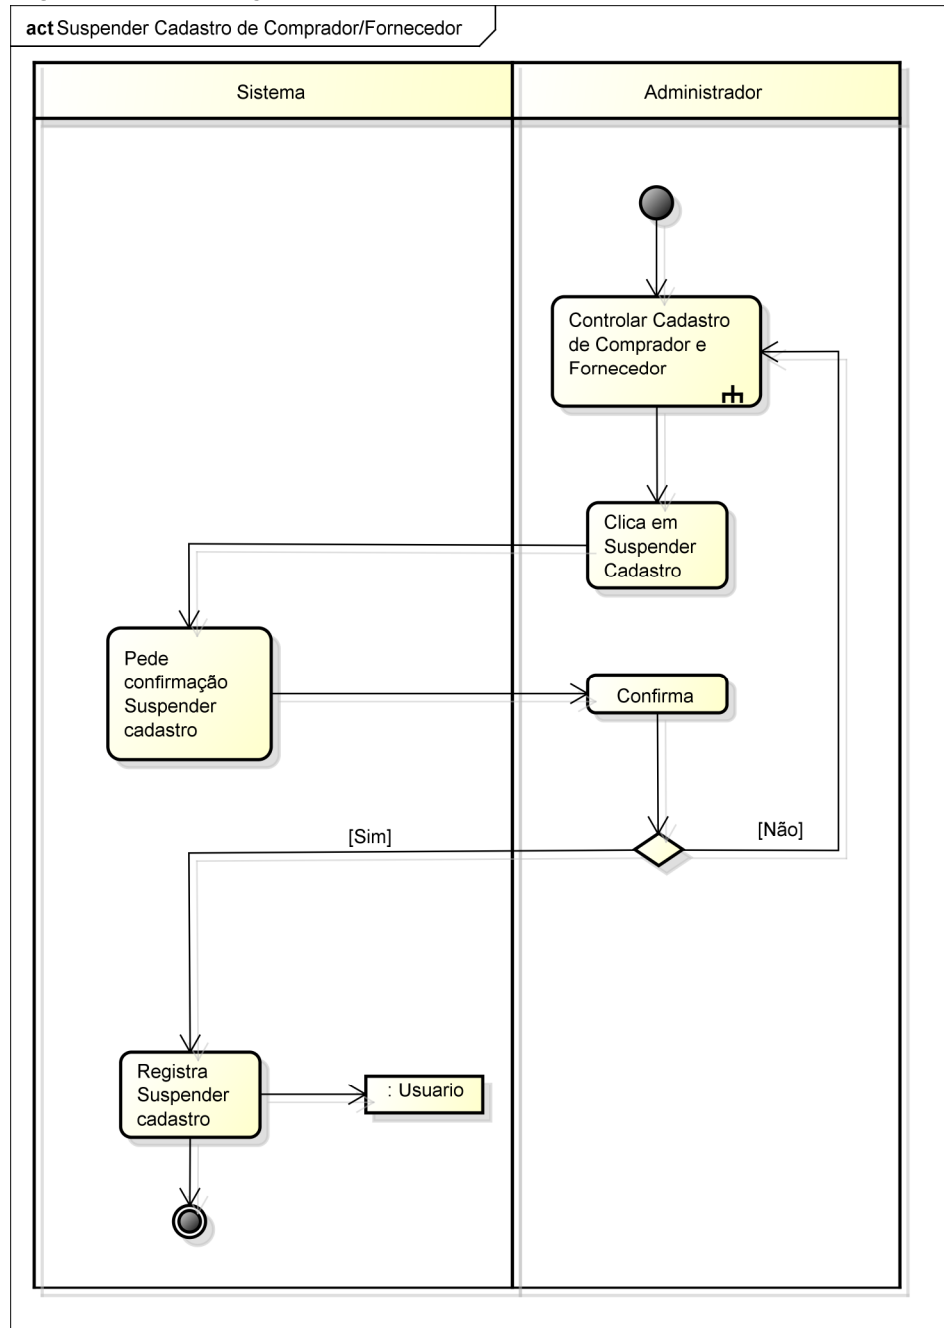 act Suspender Cadastro de Comprador/Fornecedor
Sistema
Administrador
Controlar Cadastro
de Comprador e
Fornecedor
Clica em
Suspender
Cadastro
Pede
confirmação
Suspender
cadastro
Confirma
[Sim]
[Não]
Registra
Suspender
cadastro
: Usuario